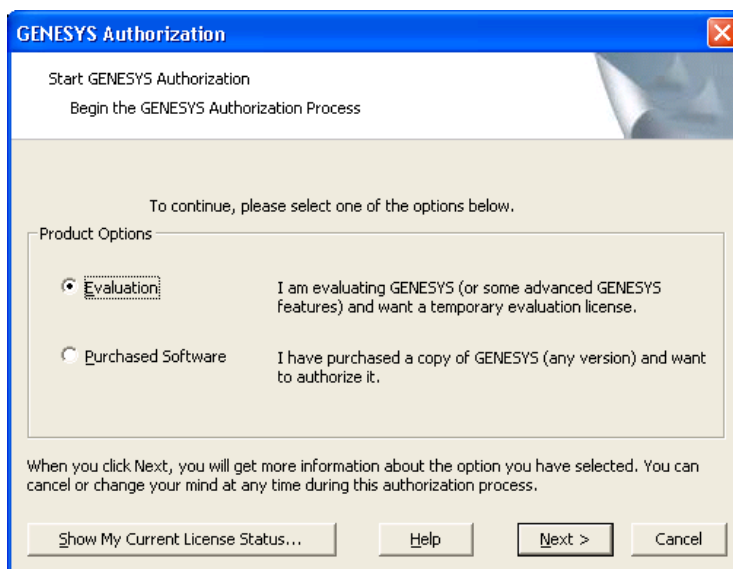 GENESYS Authorization
Start GENESYS Authorization
Begin the GENESYS Authorization Process
To continue, please select one of the options below.
Product Options
Evaluation
I am evaluating GENESYS (or some advanced GENESYS
features) and want a temporary evaluation license.
Purchased Software
I have purchased a copy of GENESYS (any version) and want
to authorize it.
When you click Next, you will get more information about the option you have selected. You can
cancel or change your mind at any time during this authorization process.
Show My Current License Status...
Help
Next >
Cancel